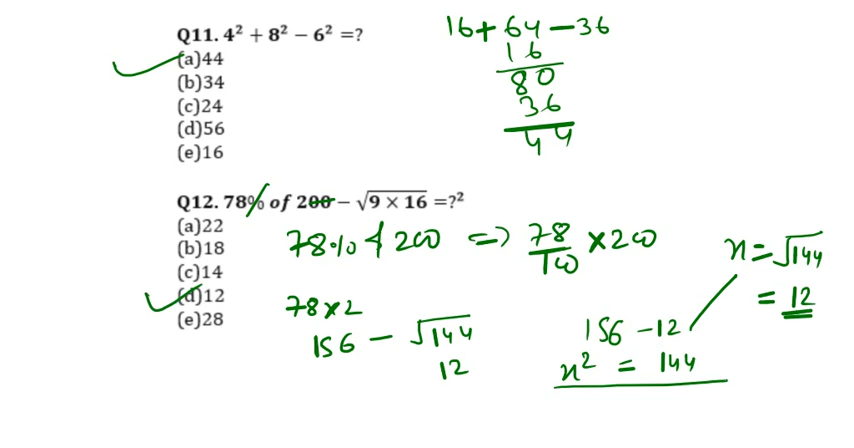 Q11. 4² + 8² − 6² =?
(a)44
(b)34
(c)24
(d)56
(e)16
16+64−36
16
80
36
44
Q12. 78% of 200 − √9 × 16 =?²
(a)22
(b)18
(c)14
(d)12
(e)28
78% of 200 => 78/100 × 200
78×2
156 − √144
12
156 −12
x² = 144
x = √144
= 12